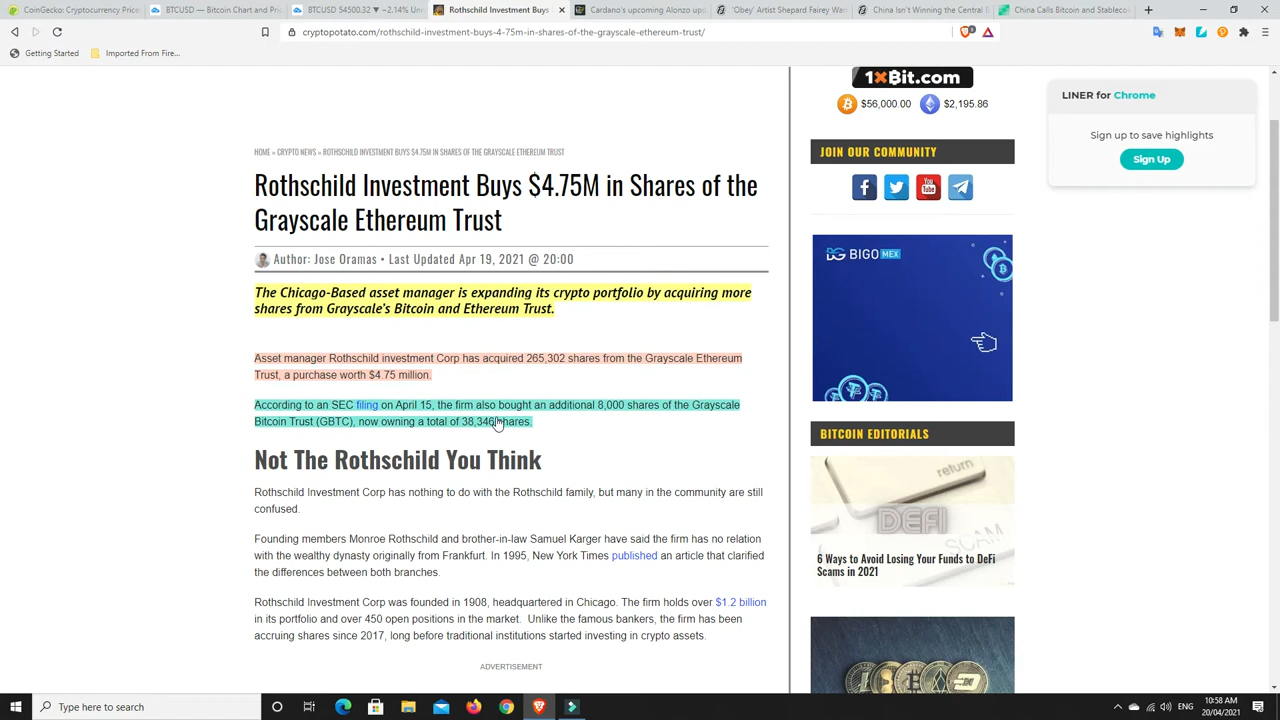 CoinGecko: Cryptocurrency Prices
BTCUSD — Bitcoin Chart and Pri
BTCUSD 54500.32 ▼ −2.14% Un
Rothschild Investment Buys
Cardano's upcoming Alonzo up
'Obey' Artist Shepard Fairey Wan
China Isn't Winning the Central B
China Calls Bitcoin and Stableco
cryptopotato.com/rothschild-investment-buys-4-75m-in-shares-of-the-grayscale-ethereum-trust/
Getting Started
Imported From Fire...
1xBit.com
$56,000.00 $2,195.86
LINER for Chrome
Sign up to save highlights
Sign Up
HOME » CRYPTO NEWS » ROTHSCHILD INVESTMENT BUYS $4.75M IN SHARES OF THE GRAYSCALE ETHEREUM TRUST
Rothschild Investment Buys $4.75M in Shares of the
Grayscale Ethereum Trust
Author: Jose Oramas • Last Updated Apr 19, 2021 @ 20:00
The Chicago-Based asset manager is expanding its crypto portfolio by acquiring more
shares from Grayscale's Bitcoin and Ethereum Trust.
Asset manager Rothschild investment Corp has acquired 265,302 shares from the Grayscale Ethereum
Trust, a purchase worth $4.75 million.
According to an SEC filing on April 15, the firm also bought an additional 8,000 shares of the Grayscale
Bitcoin Trust (GBTC), now owning a total of 38,346 shares.
Not The Rothschild You Think
Rothschild Investment Corp has nothing to do with the Rothschild family, but many in the community are still
confused.
Founding members Monroe Rothschild and brother-in-law Samuel Karger have said the firm has no relation
with the wealthy dynasty originally from Frankfurt. In 1995, New York Times published an article that clarified
the differences between both branches.
Rothschild Investment Corp was founded in 1908, headquartered in Chicago. The firm holds over $1.2 billion
in its portfolio and over 450 open positions in the market. Unlike the famous bankers, the firm has been
accruing shares since 2017, long before traditional institutions started investing in crypto assets.
ADVERTISEMENT
JOIN OUR COMMUNITY
You
Tube
BIGOMEX
BITCOIN EDITORIALS
return
DEFI
SCAM
6 Ways to Avoid Losing Your Funds to DeFi
Scams in 2021
Type here to search
10:58 AM
20/04/2021